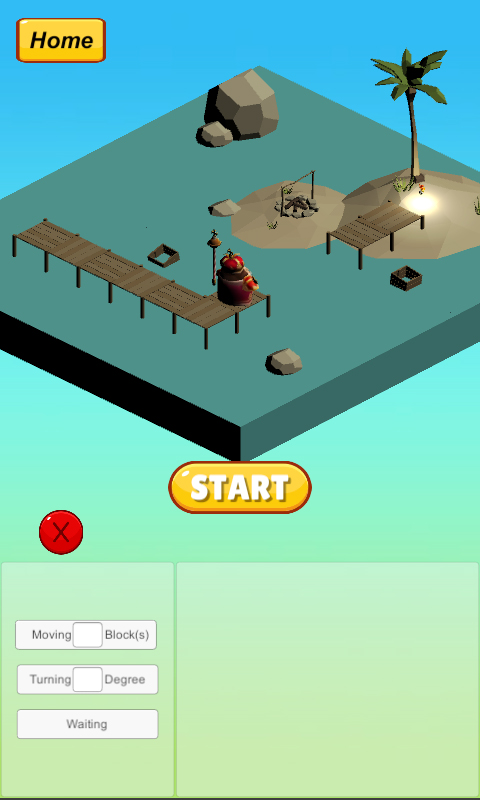 Home
START
X
Moving Block(s)
Turning Degree
Waiting